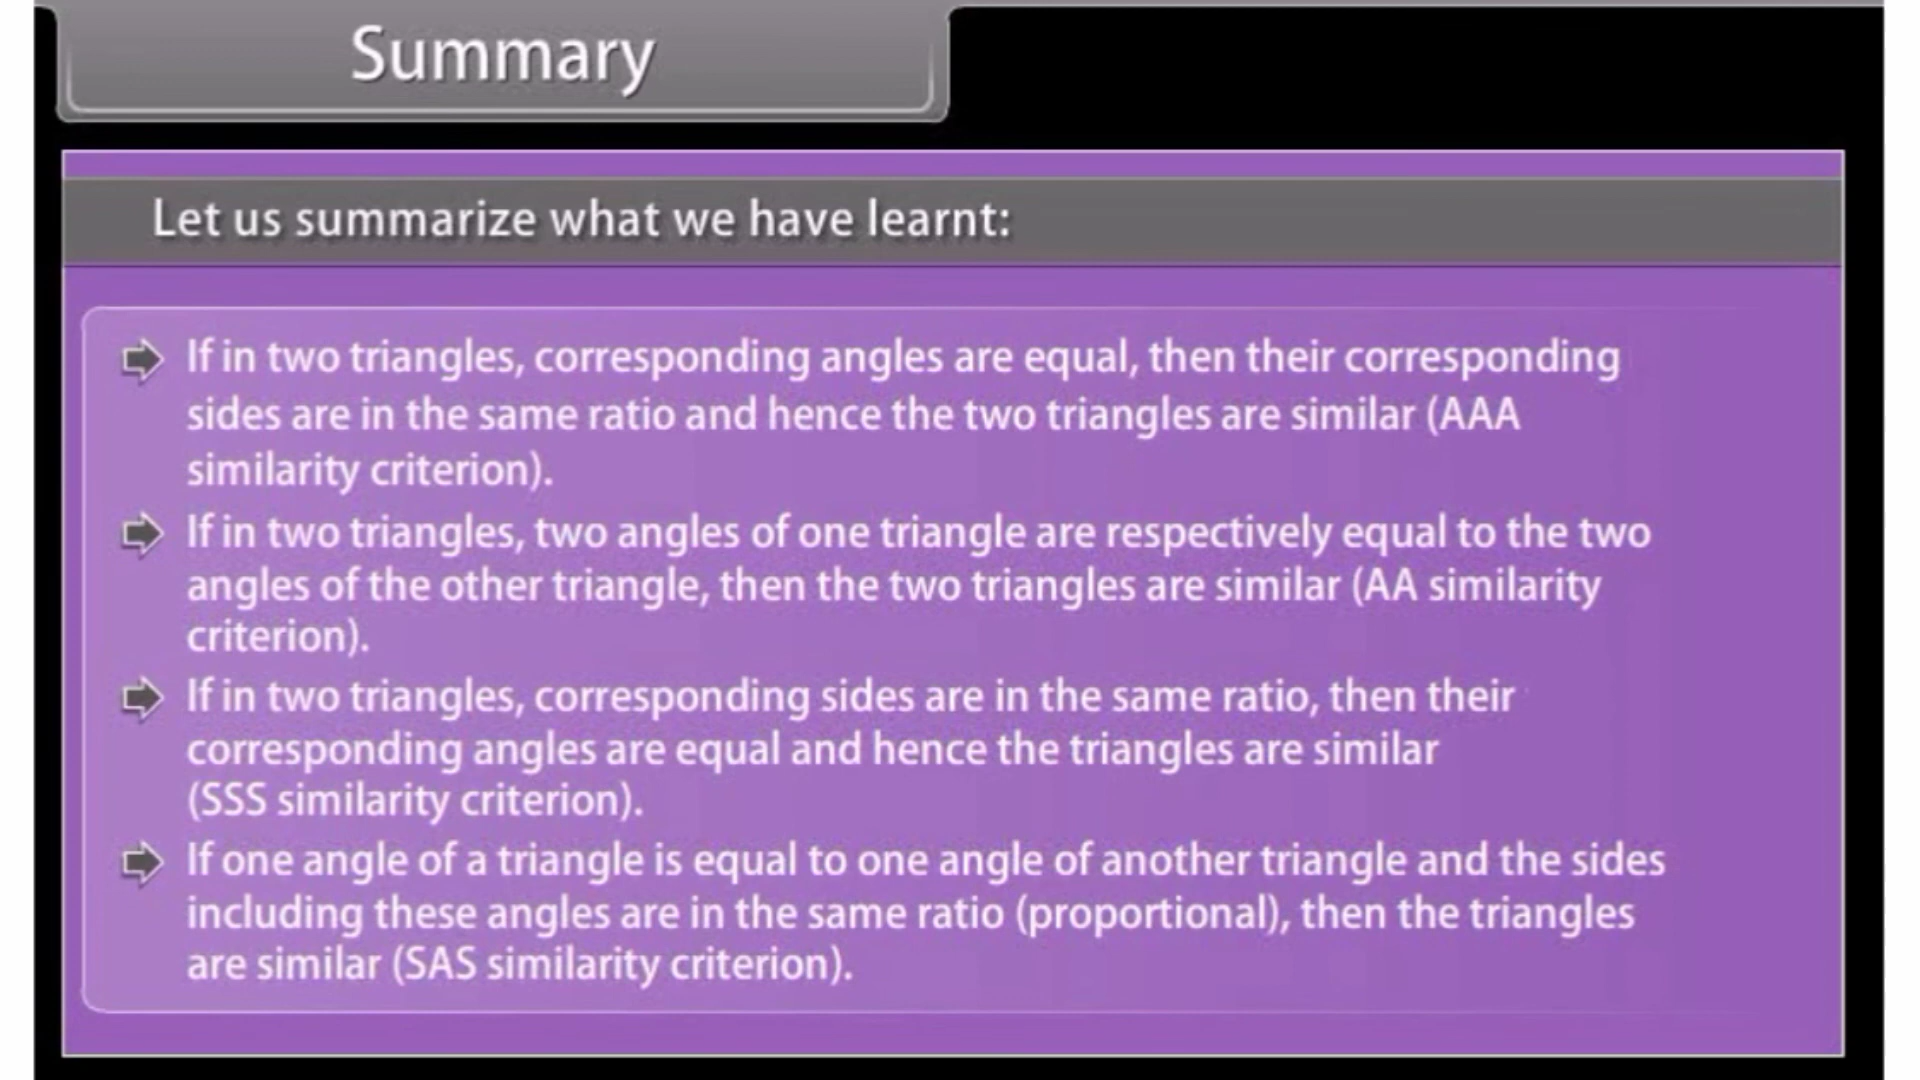 Summary
Let us summarize what we have learnt:
If in two triangles, corresponding angles are equal, then their corresponding
sides are in the same ratio and hence the two triangles are similar (AAA
similarity criterion).
If in two triangles, two angles of one triangle are respectively equal to the two
angles of the other triangle, then the two triangles are similar (AA similarity
criterion).
If in two triangles, corresponding sides are in the same ratio, then their
corresponding angles are equal and hence the triangles are similar
(SSS similarity criterion).
If one angle of a triangle is equal to one angle of another triangle and the sides
including these angles are in the same ratio (proportional), then the triangles
are similar (SAS similarity criterion).